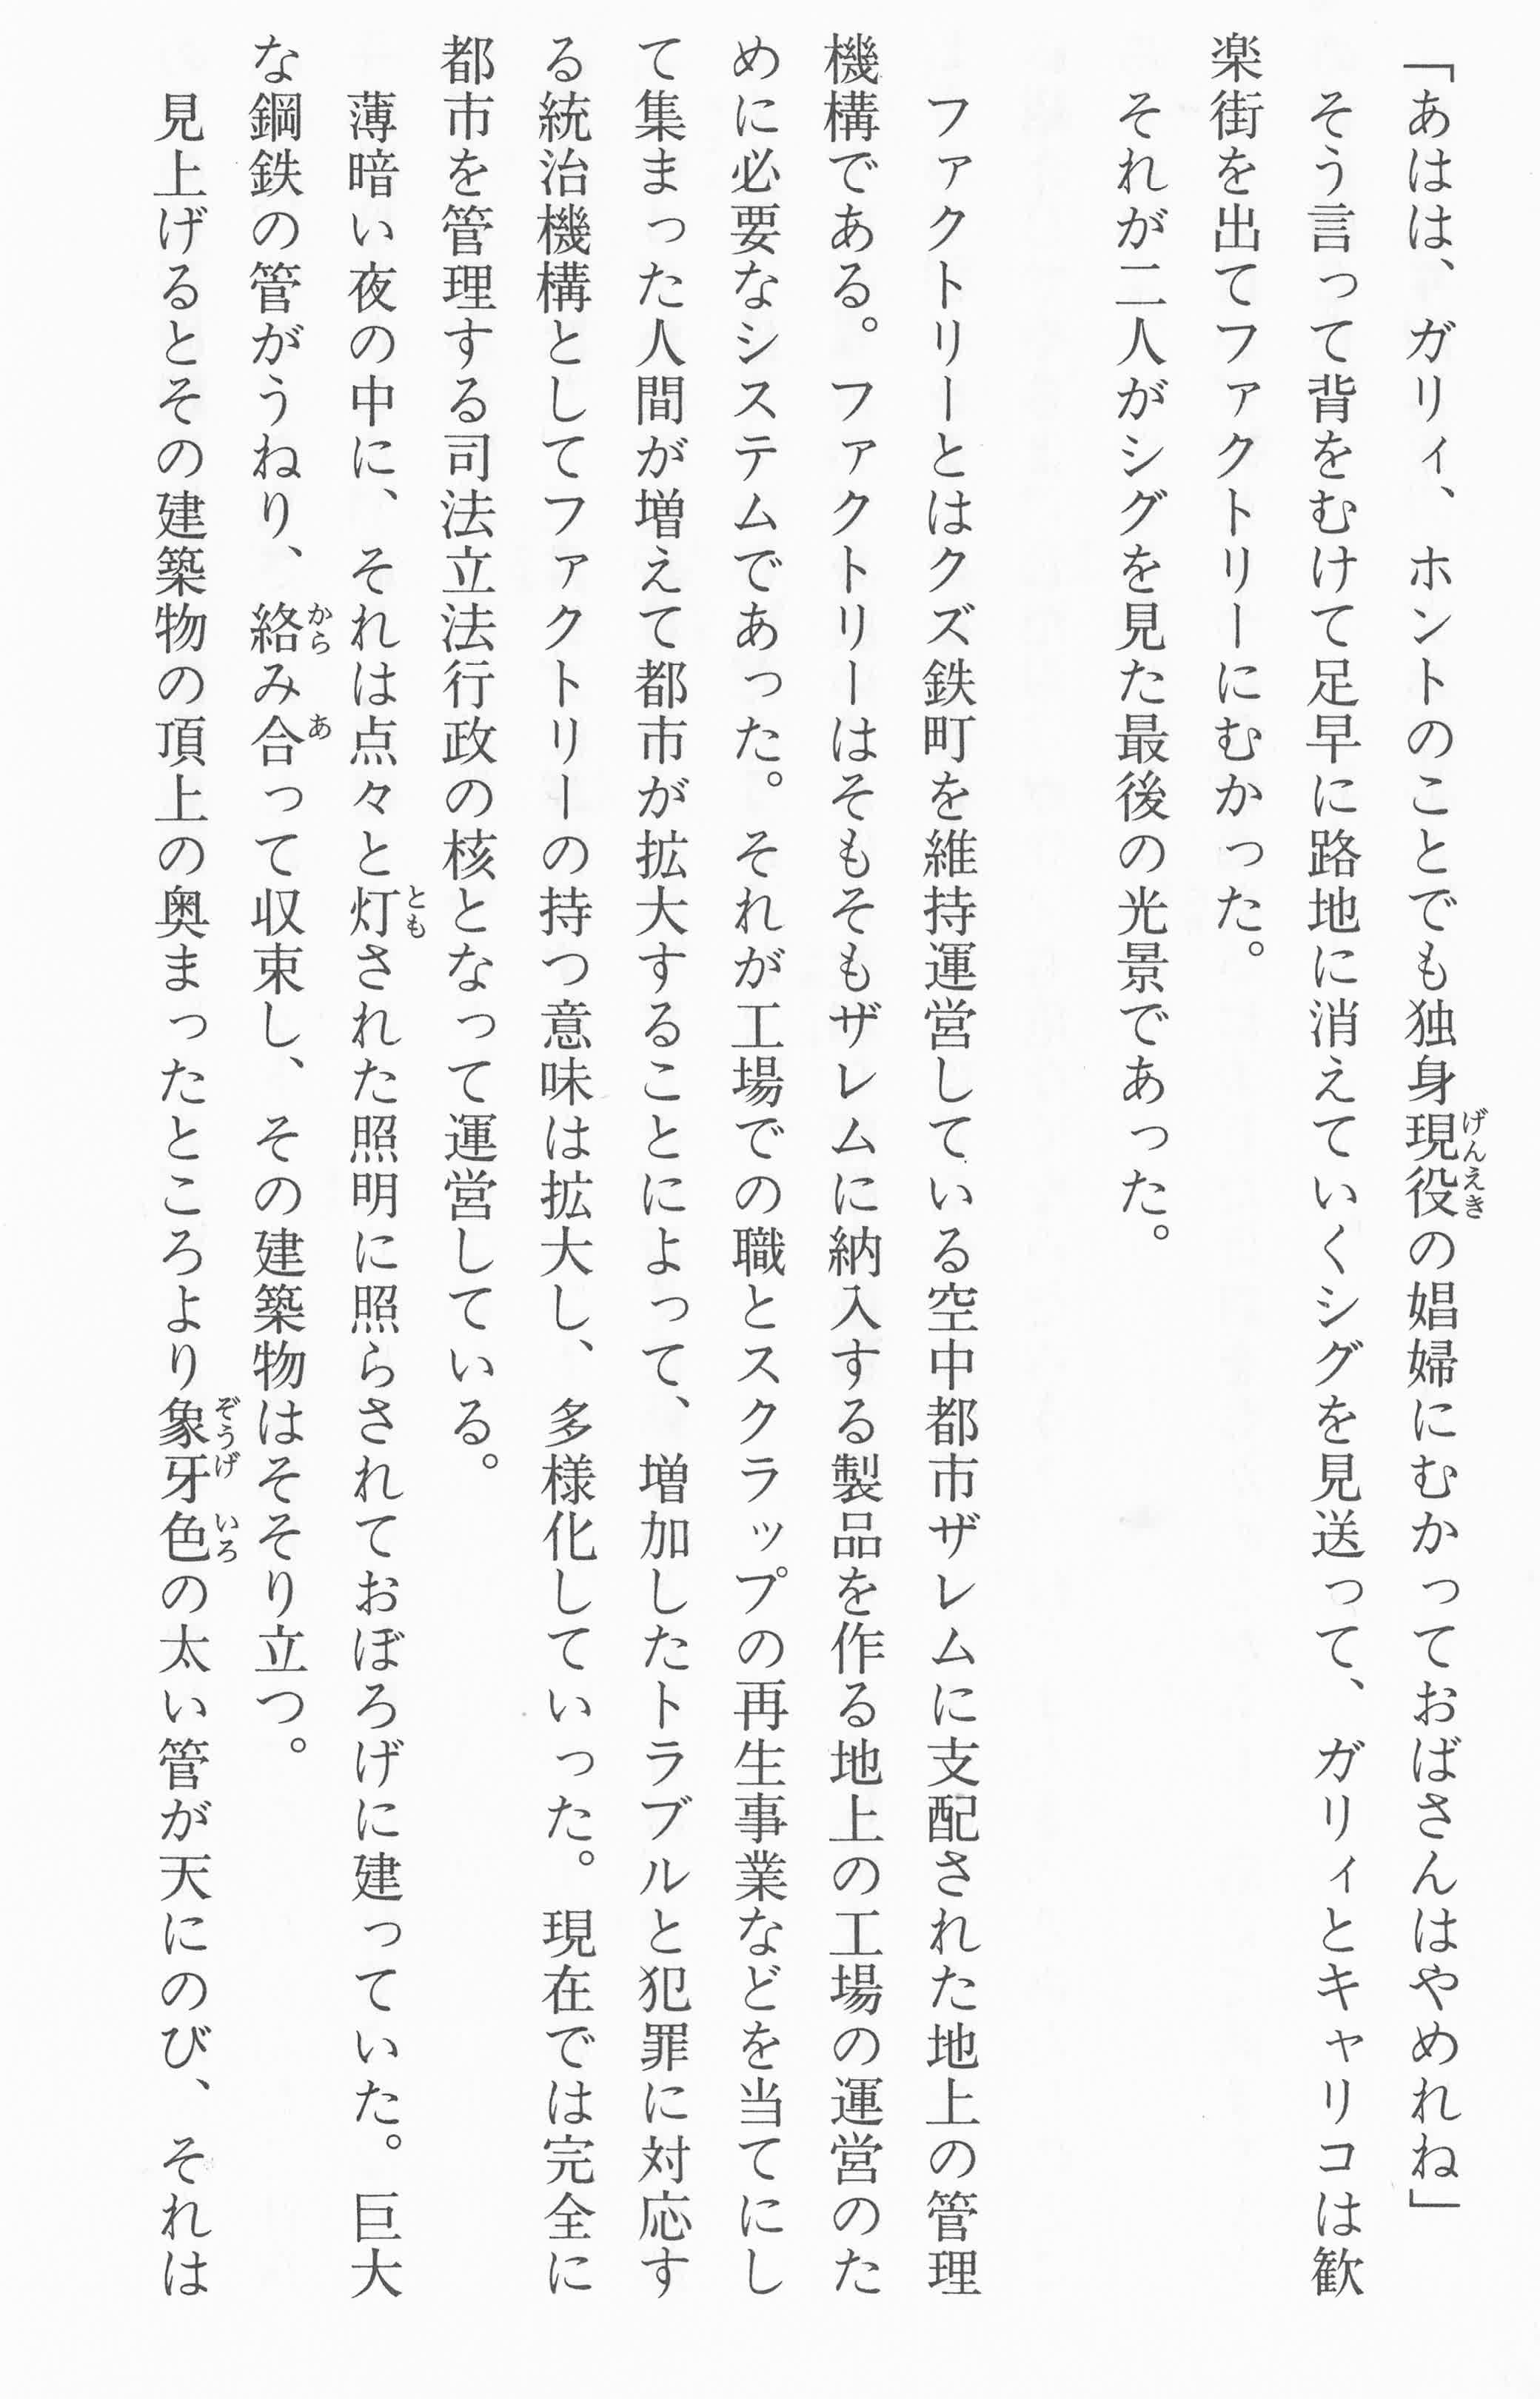 「あはは、ガリィ、ホントのことでも独身現役の娼婦にむかっておばさんはやめれね」
　そう言って背をむけて足早に路地に消えていくシグを見送って、ガリィとキャリコは歓
楽街を出てファクトリーにむかった。
　それが二人がシグを見た最後の光景であった。
　ファクトリーとはクズ鉄町を維持運営している空中都市ザレムに支配された地上の管理
機構である。ファクトリーはそもそもザレムに納入する製品を作る地上の工場の運営のた
めに必要なシステムであった。それが工場での職とスクラップの再生事業などを当てにし
て集まった人間が増えて都市が拡大することによって、増加したトラブルと犯罪に対応す
る統治機構としてファクトリーの持つ意味は拡大し、多様化していった。現在では完全に
都市を管理する司法立法行政の核となって運営している。
　薄暗い夜の中に、それは点々と灯された照明に照らされておぼろげに建っていた。巨大
な鋼鉄の管がうねり、絡み合って収束し、その建築物はそそり立つ。
　見上げるとその建築物の頂上の奥まったところより象牙色の太い管が天にのび、それは